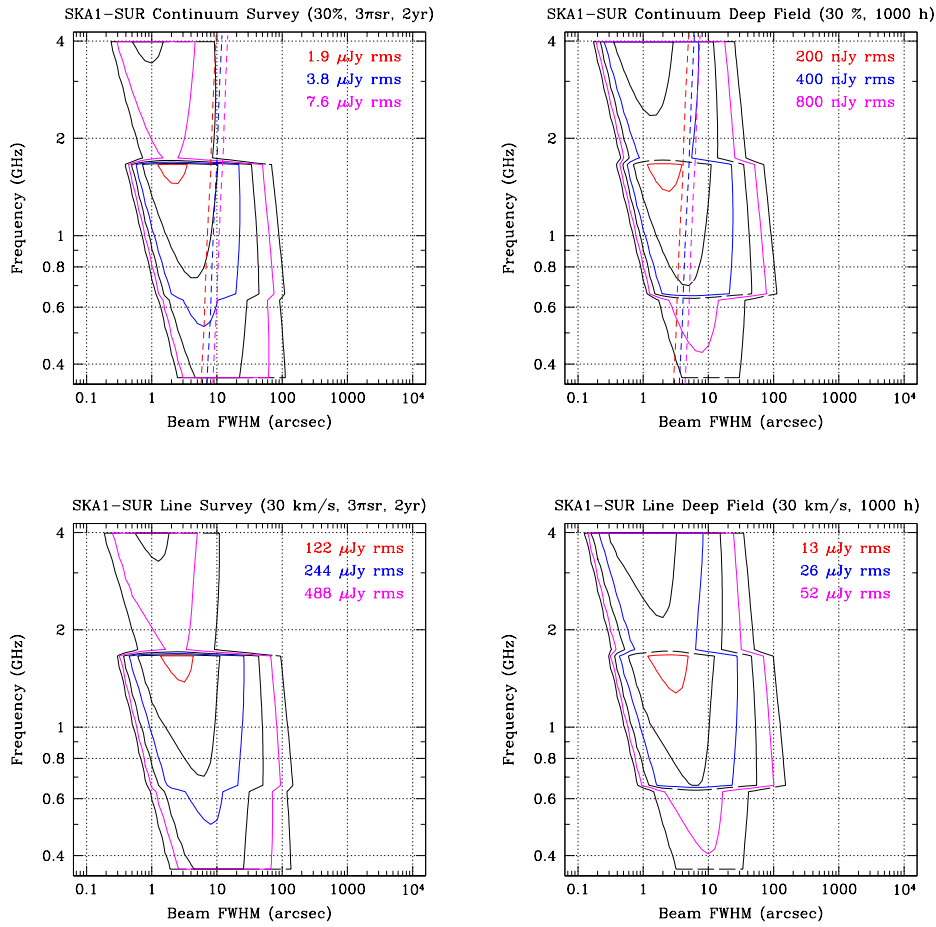 SKA1-SUR Continuum Survey (30%, 3πsr, 2yr)
4
2
1
0.8
0.6
0.4
Frequency (GHz)
1.9 μJy rms
3.8 μJy rms
7.6 μJy rms
0.1 1 10 100 1000 10⁴
Beam FWHM (arcsec)
SKA1-SUR Continuum Deep Field (30 %, 1000 h)
4
2
1
0.8
0.6
0.4
Frequency (GHz)
200 nJy rms
400 nJy rms
800 nJy rms
0.1 1 10 100 1000 10⁴
Beam FWHM (arcsec)
SKA1-SUR Line Survey (30 km/s, 3πsr, 2yr)
4
2
1
0.8
0.6
0.4
Frequency (GHz)
122 μJy rms
244 μJy rms
488 μJy rms
0.1 1 10 100 1000 10⁴
Beam FWHM (arcsec)
SKA1-SUR Line Deep Field (30 km/s, 1000 h)
4
2
1
0.8
0.6
0.4
Frequency (GHz)
13 μJy rms
26 μJy rms
52 μJy rms
0.1 1 10 100 1000 10⁴
Beam FWHM (arcsec)